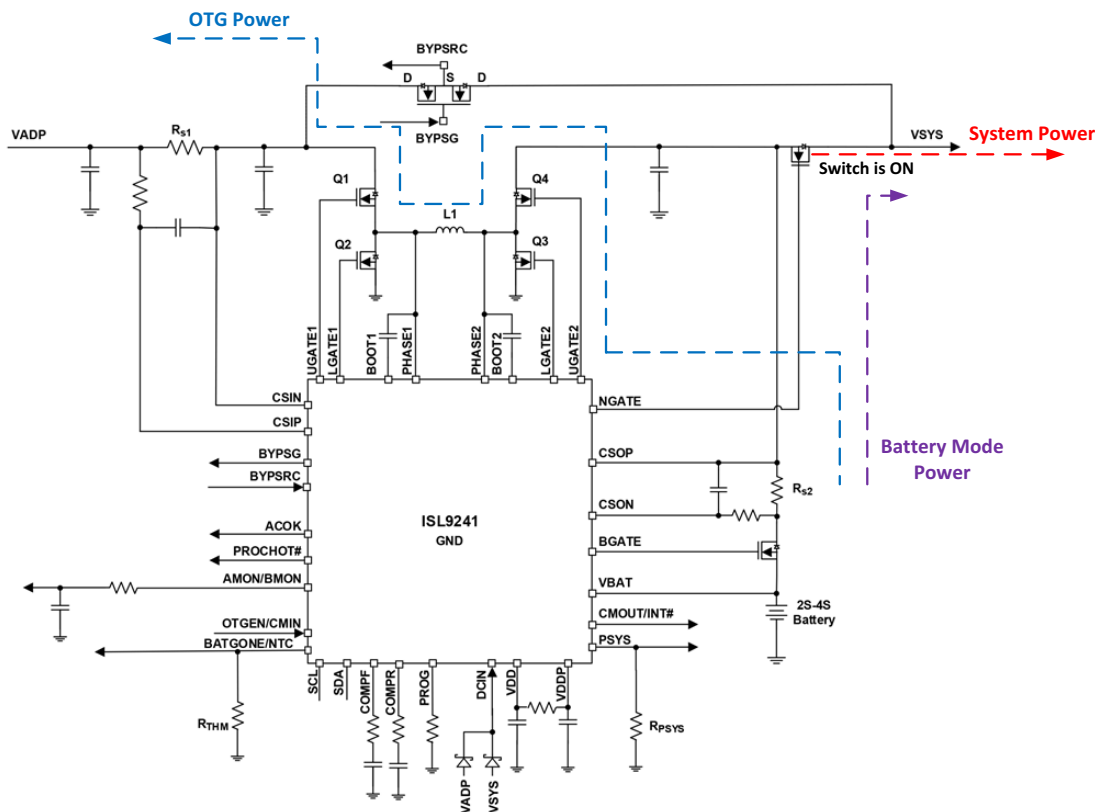 OTG Power
BYPSRC
D
S
D
BYPSG
VADP
Rs1
VSYS
System Power
Switch is ON
Q1
Q4
L1
Q2
Q3
UGATE1
LGATE1
BOOT1
PHASE1
PHASE2
BOOT2
LGATE2
UGATE2
CSIN
CSIP
BYPSG
BYPSRC
ACOK
PROCHOT#
AMON/BMON
OTGEN/CMIN
BATGONE/NTC
ISL9241
GND
NGATE
CSOP
CSON
BGATE
VBAT
CMOUT/INT#
PSYS
Battery Mode
Power
Rs2
2S-4S
Battery
SCL
SDA
COMPF
COMPR
PROG
DCIN
VDD
VDDP
RTHM
RPSYS
VADP
VSYS